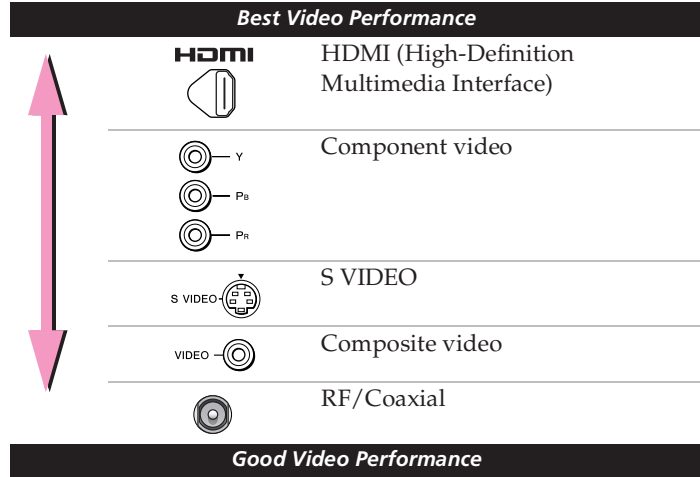 Best Video Performance
HDMI
HDMI (High-Definition
Multimedia Interface)
Y
PB
PR
Component video
S VIDEO
S VIDEO
VIDEO
Composite video
RF/Coaxial
Good Video Performance